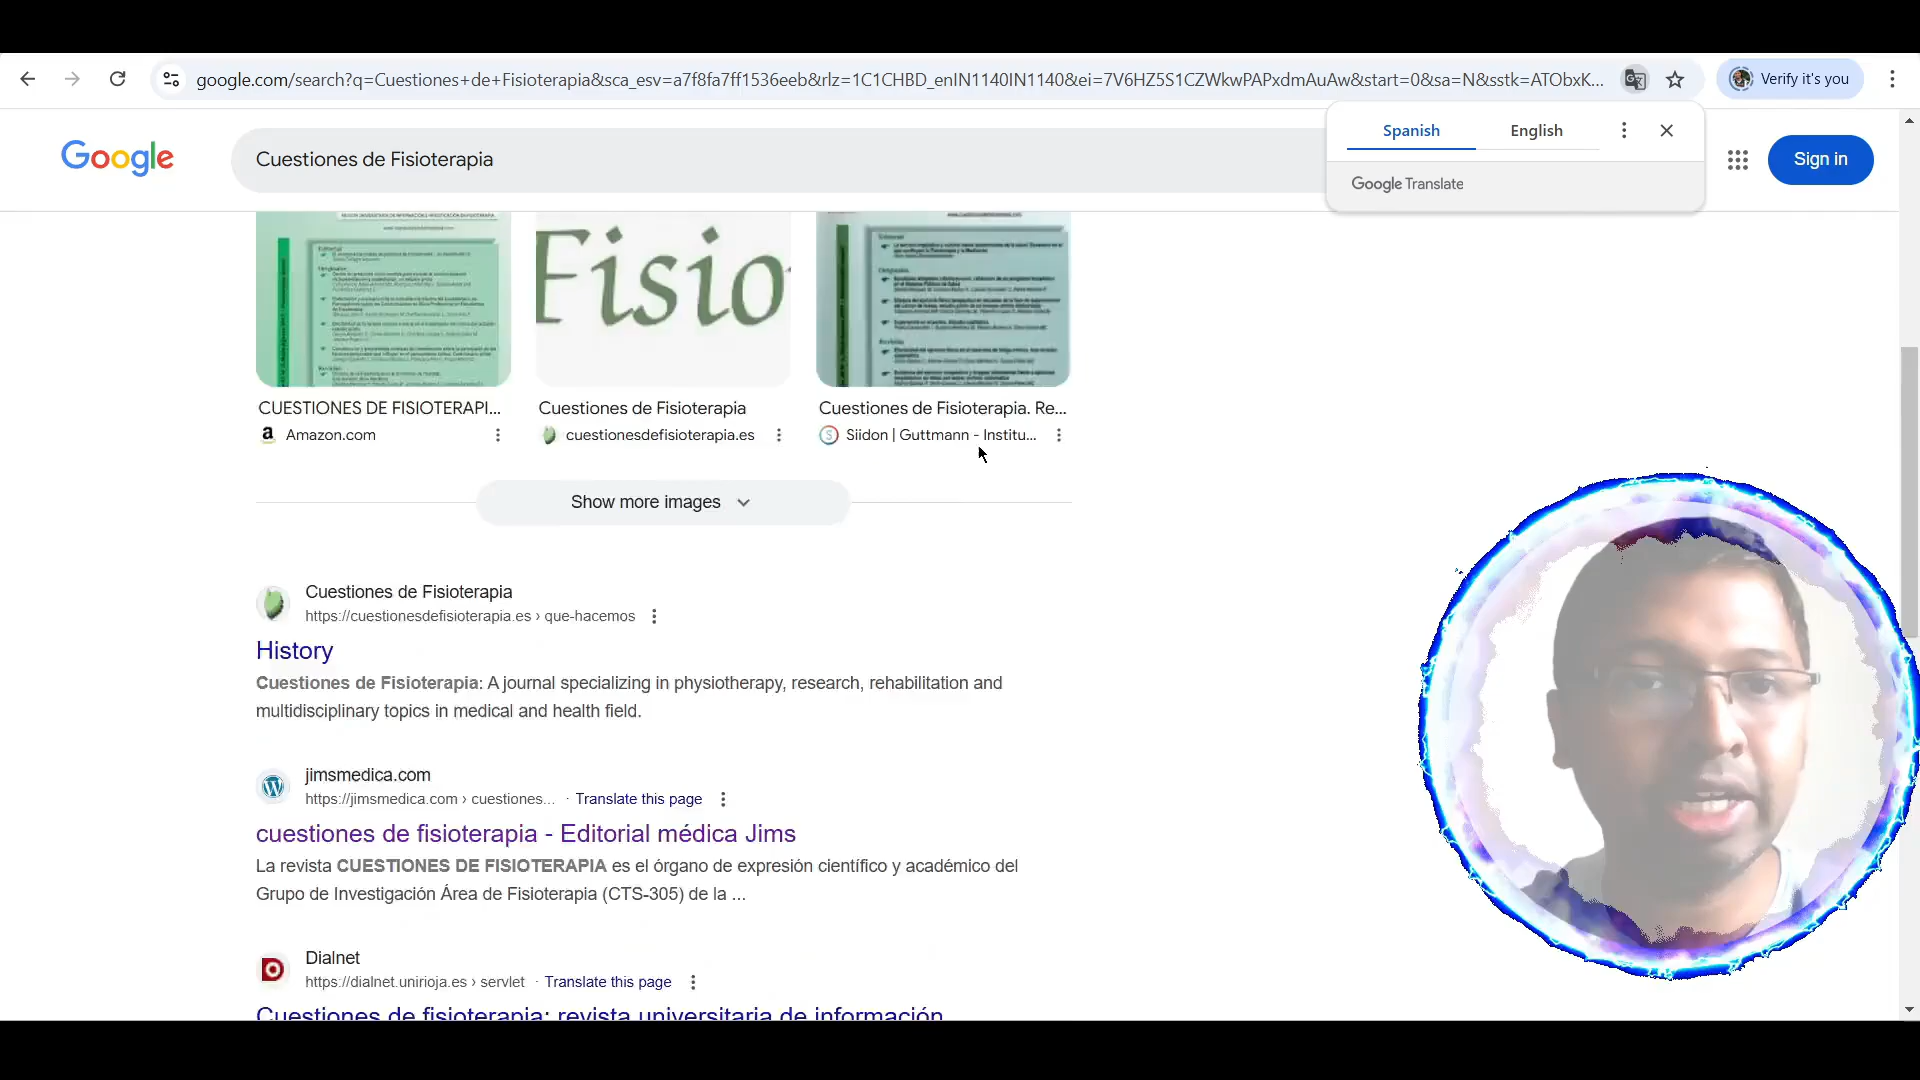 google.com/search?q=Cuestiones+de+Fisioterapia&sca_esv=a7f8fa7ff1536eeb&rlz=1C1CHBD_enIN1140IN1140&ei=7V6HZ5S1CZWkwPAPxdmAuAw&start=0&sa=N&sstk=ATObxK...
Verify it's you
Spanish
English
Google Translate
Google
Cuestiones de Fisioterapia
Sign in
Fisio
CUESTIONES DE FISIOTERAPI...
Cuestiones de Fisioterapia
Cuestiones de Fisioterapia. Re...
Amazon.com
cuestionesdefisioterapia.es
Siidon | Guttmann - Institu...
Show more images
Cuestiones de Fisioterapia
https://cuestionesdefisioterapia.es › que-hacemos
History
Cuestiones de Fisioterapia: A journal specializing in physiotherapy, research, rehabilitation and
multidisciplinary topics in medical and health field.
jimsmedica.com
https://jimsmedica.com › cuestiones... · Translate this page
cuestiones de fisioterapia - Editorial médica Jims
La revista CUESTIONES DE FISIOTERAPIA es el órgano de expresión científico y académico del
Grupo de Investigación Área de Fisioterapia (CTS-305) de la ...
Dialnet
https://dialnet.unirioja.es › servlet · Translate this page
Cuestiones de fisioterapia: revista universitaria de información